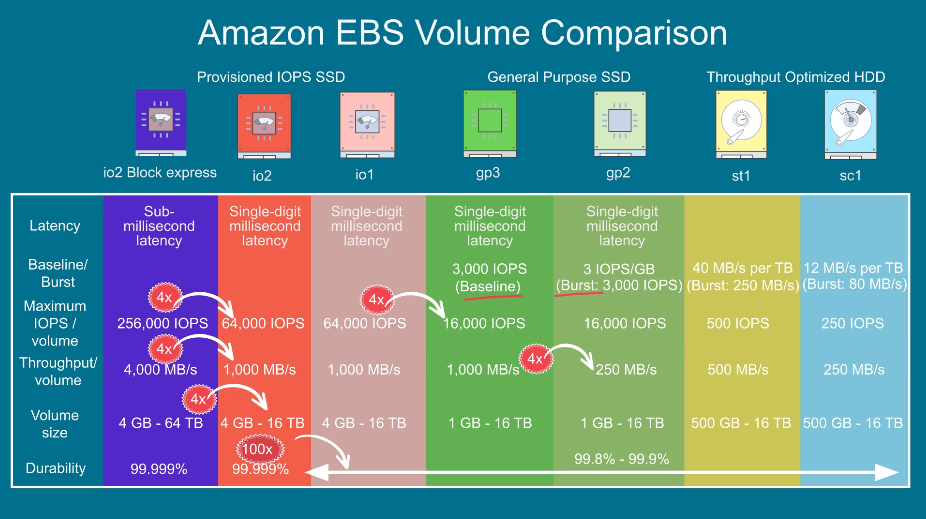 Amazon EBS Volume Comparison
Provisioned IOPS SSD
General Purpose SSD
Throughput Optimized HDD
io2 Block express
io2
io1
gp3
gp2
st1
sc1
Latency
Sub-
millisecond
latency
Single-digit
millisecond
latency
Single-digit
millisecond
latency
Single-digit
millisecond
latency
Single-digit
millisecond
latency
Baseline/
Burst
3,000 IOPS
(Baseline)
3 IOPS/GB
(Burst: 3,000 IOPS)
40 MB/s per TB
(Burst: 250 MB/s)
12 MB/s per TB
(Burst: 80 MB/s)
4x
4x
Maximum
IOPS /
volume
256,000 IOPS
64,000 IOPS
64,000 IOPS
16,000 IOPS
16,000 IOPS
500 IOPS
250 IOPS
4x
4x
Throughput/
volume
4,000 MB/s
1,000 MB/s
1,000 MB/s
1,000 MB/s
250 MB/s
500 MB/s
250 MB/s
4x
Volume
size
4 GB - 64 TB
4 GB - 16 TB
4 GB - 16 TB
1 GB - 16 TB
1 GB - 16 TB
500 GB - 16 TB
500 GB - 16 TB
100x
Durability
99.999%
99.999%
99.8% - 99.9%